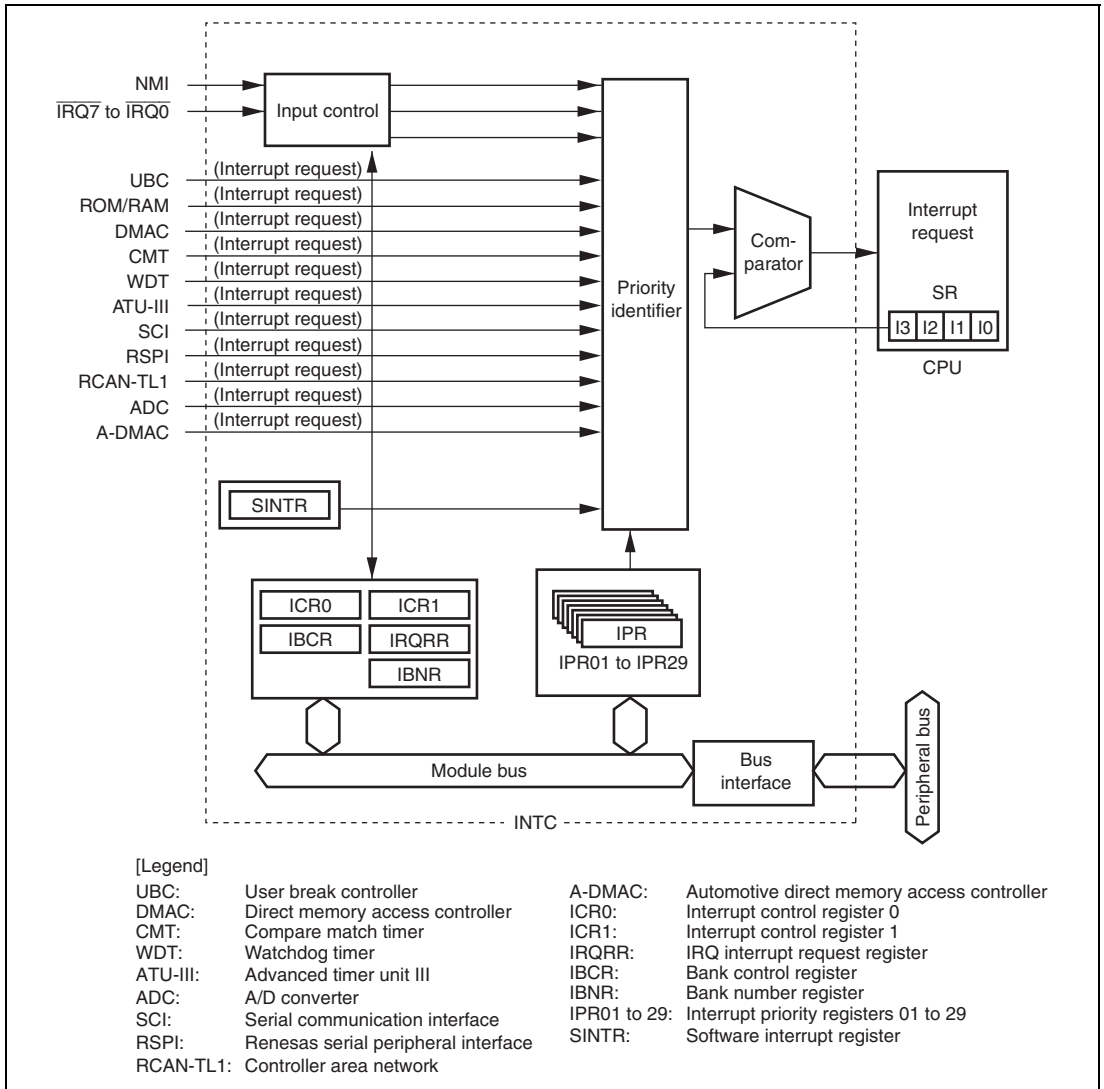 NMI
IRQ7 to IRQ0
Input control
UBC
(Interrupt request)
ROM/RAM
(Interrupt request)
DMAC
(Interrupt request)
CMT
(Interrupt request)
WDT
(Interrupt request)
ATU-III
(Interrupt request)
SCI
(Interrupt request)
RSPI
(Interrupt request)
RCAN-TL1
(Interrupt request)
ADC
(Interrupt request)
A-DMAC
(Interrupt request)
Priority
identifier
Com-
parator
Interrupt
request
SR
I3 I2 I1 I0
CPU
SINTR
ICR0
ICR1
IBCR
IRQRR
IBNR
IPR
IPR01 to IPR29
Module bus
Bus
interface
Peripheral bus
INTC
[Legend]
UBC: User break controller
DMAC: Direct memory access controller
CMT: Compare match timer
WDT: Watchdog timer
ATU-III: Advanced timer unit III
ADC: A/D converter
SCI: Serial communication interface
RSPI: Renesas serial peripheral interface
RCAN-TL1: Controller area network
A-DMAC: Automotive direct memory access controller
ICR0: Interrupt control register 0
ICR1: Interrupt control register 1
IRQRR: IRQ interrupt request register
IBCR: Bank control register
IBNR: Bank number register
IPR01 to 29: Interrupt priority registers 01 to 29
SINTR: Software interrupt register